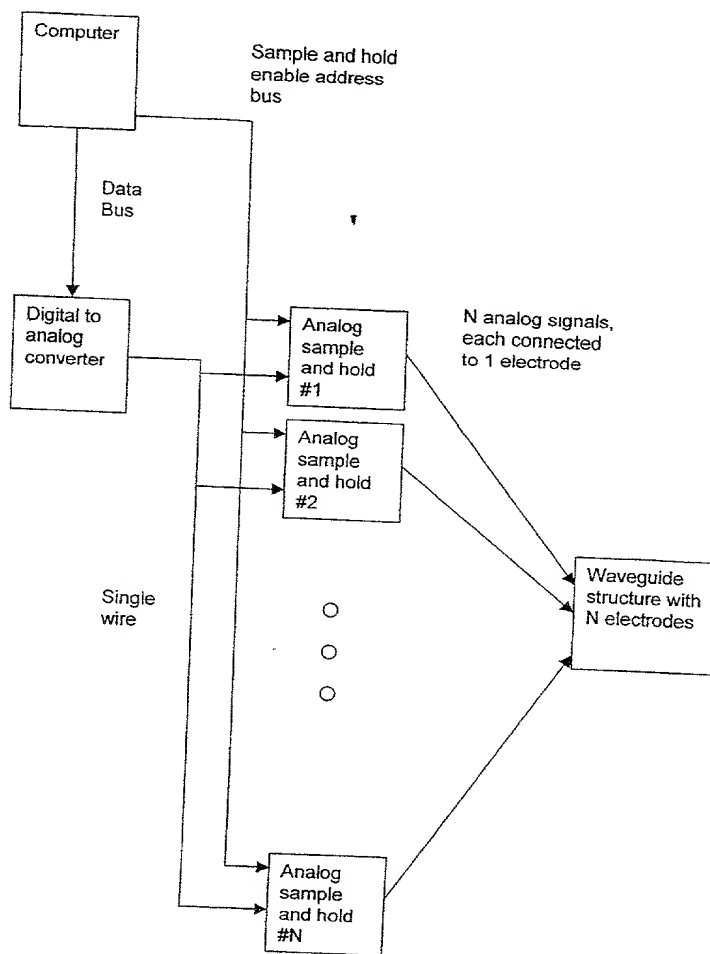 Computer
Sample and hold
enable address
bus
Data
Bus
Digital to
analog
converter
Analog
sample
and hold
#1
N analog signals,
each connected
to 1 electrode
Analog
sample
and hold
#2
Single
wire
Waveguide
structure with
N electrodes
Analog
sample
and hold
#N